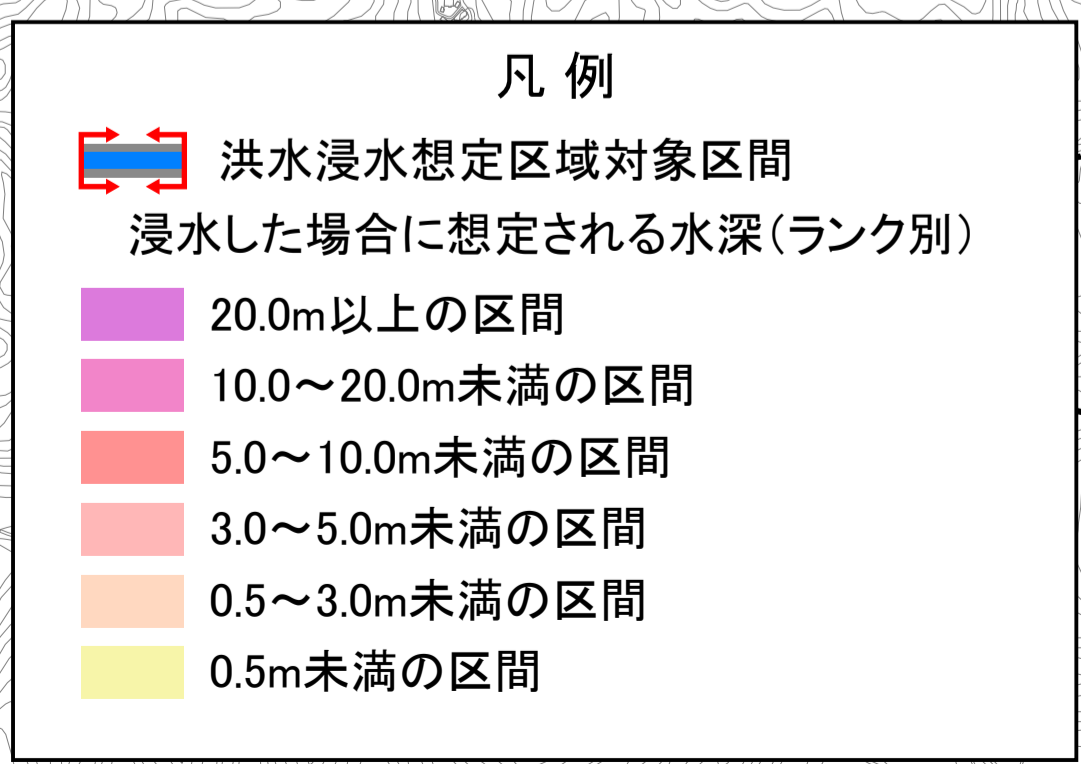 凡 例
洪水浸水想定区域対象区間
浸水した場合に想定される水深(ランク別)
20.0m以上の区間
10.0～20.0m未満の区間
5.0～10.0m未満の区間
3.0～5.0m未満の区間
0.5～3.0m未満の区間
0.5m未満の区間